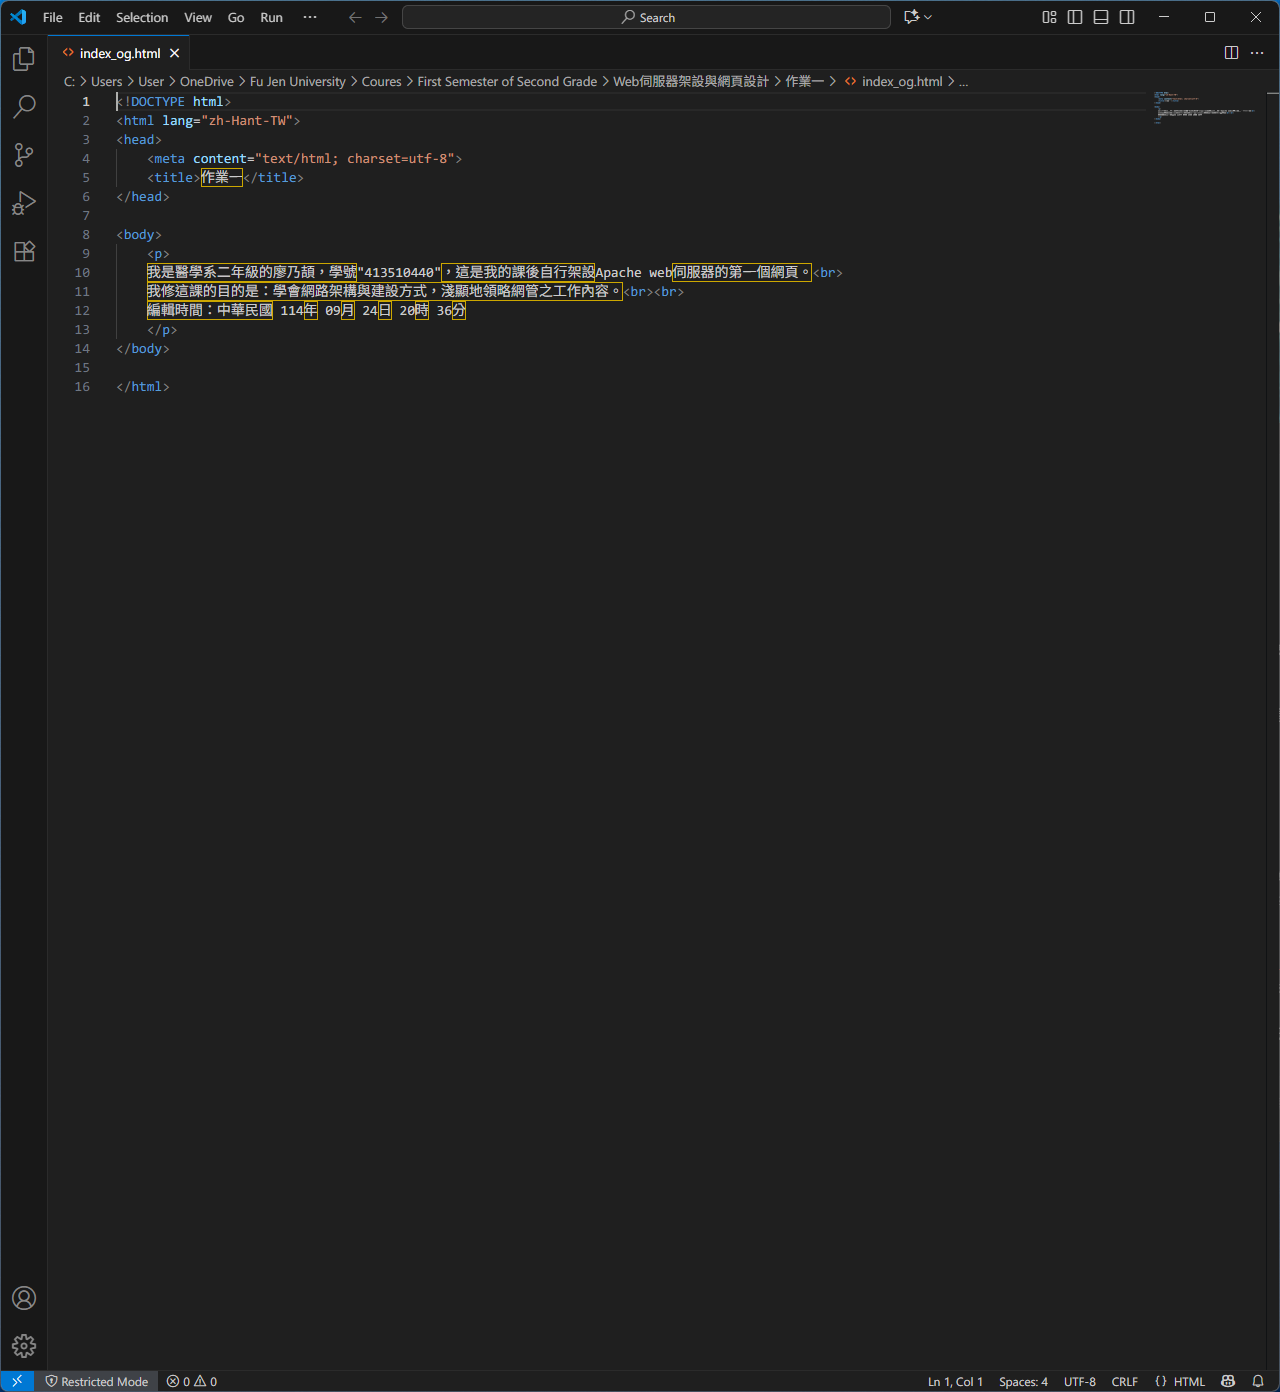 File Edit Selection View Go Run ··· Search
index_og.html
C: > Users > User > OneDrive > Fu Jen University > Coures > First Semester of Second Grade > Web伺服器架設與網頁設計 > 作業一 > <> index_og.html > ...
1 <!DOCTYPE html>
2 <html lang="zh-Hant-TW">
3 <head>
4 <meta content="text/html; charset=utf-8">
5 <title>作業一</title>
6 </head>
7
8 <body>
9 <p>
10 我是醫學系二年級的廖乃頡，學號"413510440"，這是我的課後自行架設Apache web伺服器的第一個網頁。<br>
11 我修這課的目的是：學會網路架構與建設方式，淺顯地領略網管之工作內容。<br><br>
12 編輯時間：中華民國 114年 09月 24日 20時 36分
13 </p>
14 </body>
15
16 </html>
Restricted Mode 0 0 Ln 1, Col 1 Spaces: 4 UTF-8 CRLF {} HTML